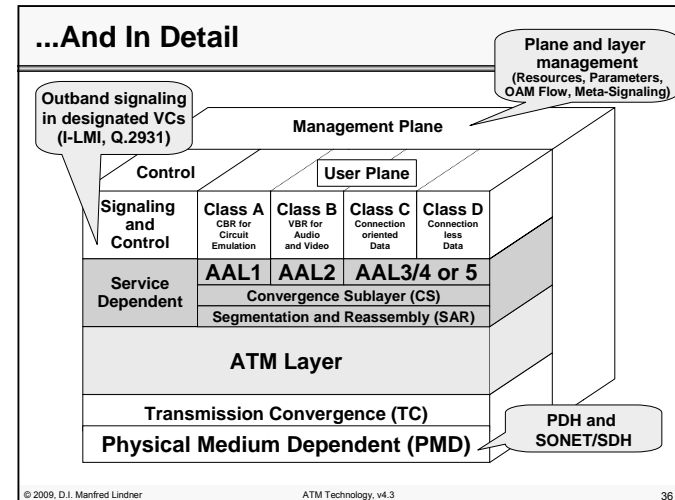 ...And In Detail
Plane and layer
management
(Resources, Parameters,
OAM Flow, Meta-Signaling)
Outband signaling
in designated VCs
(I-LMI, Q.2931)
Management Plane
Control
User Plane
Signaling
and
Control
Class A
CBR for
Circuit
Emulation
Class B
VBR for
Audio
and Video
Class C
Connection
oriented
Data
Class D
Connection
less
Data
Service
Dependent
AAL1
AAL2
AAL3/4 or 5
Convergence Sublayer (CS)
Segmentation and Reassembly (SAR)
ATM Layer
Transmission Convergence (TC)
Physical Medium Dependent (PMD)
PDH and
SONET/SDH
© 2009, D.I. Manfred Lindner
ATM Technology, v4.3
36